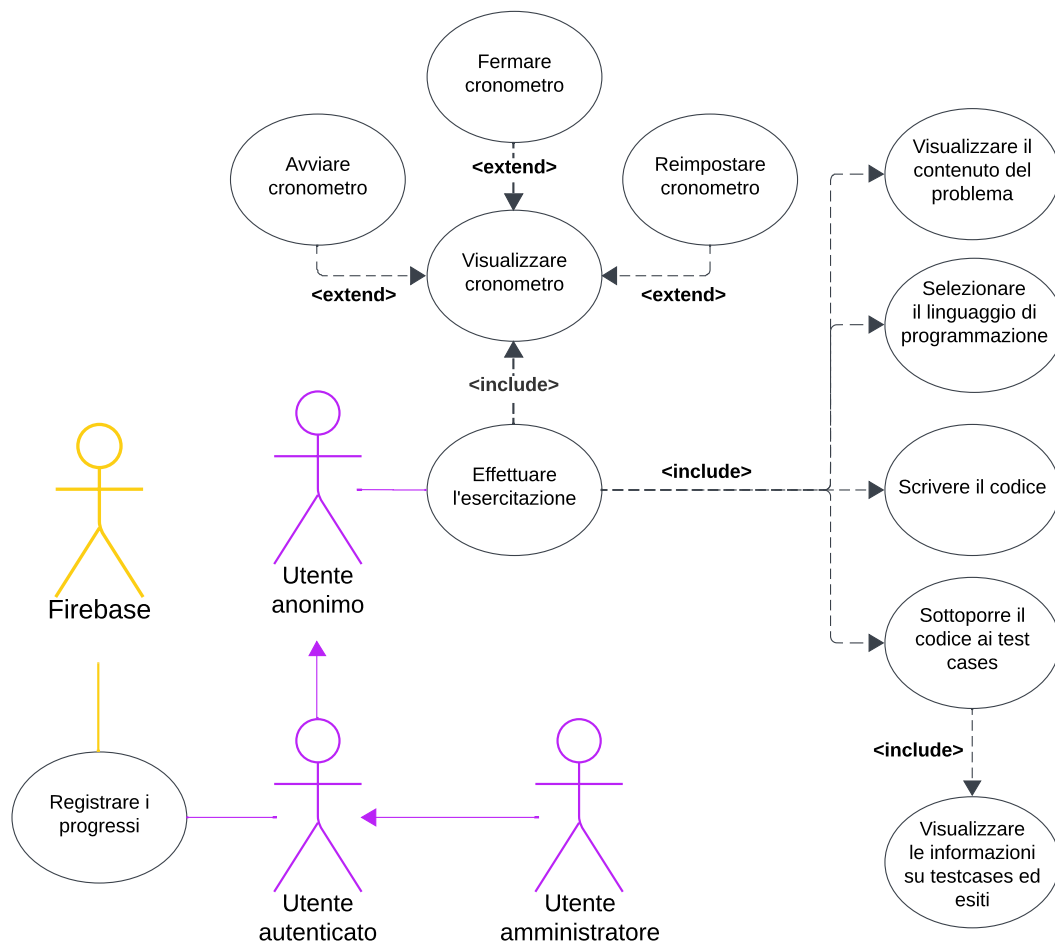 Fermare
cronometro
<extend>
Avviare
cronometro
<extend>
Reimpostare
cronometro
<extend>
Visualizzare
cronometro
<include>
Effettuare
l'esercitazione
<include>
Visualizzare il
contenuto del
problema
Selezionare
il linguaggio di
programmazione
Scrivere il codice
Sottoporre il
codice ai test
cases
<include>
Visualizzare
le informazioni
su testcases ed
esiti
Firebase
Utente
anonimo
Registrare i
progressi
Utente
autenticato
Utente
amministratore